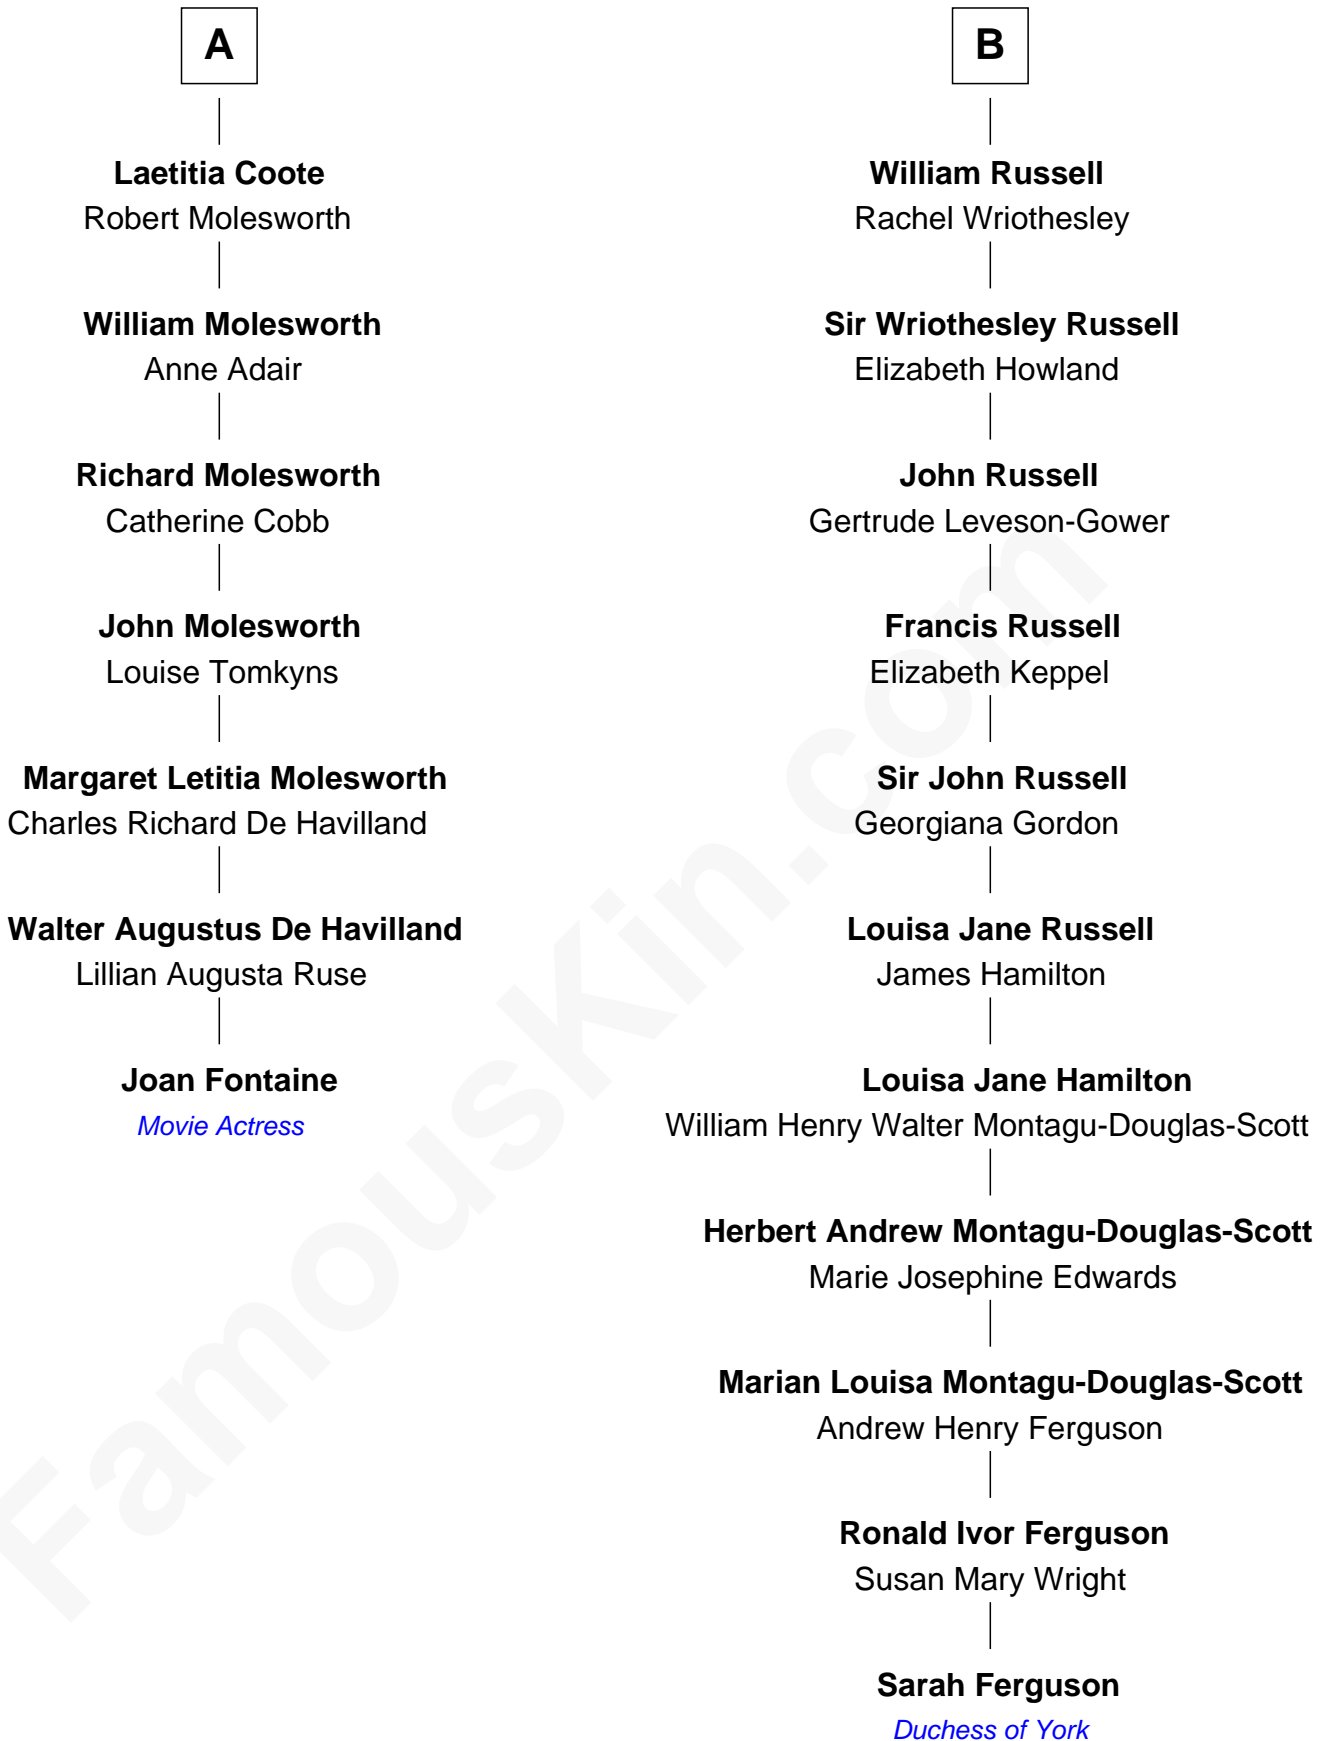 A
Laetitia Coote
Robert Molesworth
William Molesworth
Anne Adair
Richard Molesworth
Catherine Cobb
John Molesworth
Louise Tomkyns
Margaret Letitia Molesworth
Charles Richard De Havilland
Walter Augustus De Havilland
Lillian Augusta Ruse
Joan Fontaine
Movie Actress
B
William Russell
Rachel Wriothesley
Sir Wriothesley Russell
Elizabeth Howland
John Russell
Gertrude Leveson-Gower
Francis Russell
Elizabeth Keppel
Sir John Russell
Georgiana Gordon
Louisa Jane Russell
James Hamilton
Louisa Jane Hamilton
William Henry Walter Montagu-Douglas-Scott
Herbert Andrew Montagu-Douglas-Scott
Marie Josephine Edwards
Marian Louisa Montagu-Douglas-Scott
Andrew Henry Ferguson
Ronald Ivor Ferguson
Susan Mary Wright
Sarah Ferguson
Duchess of York
FamousKin.com